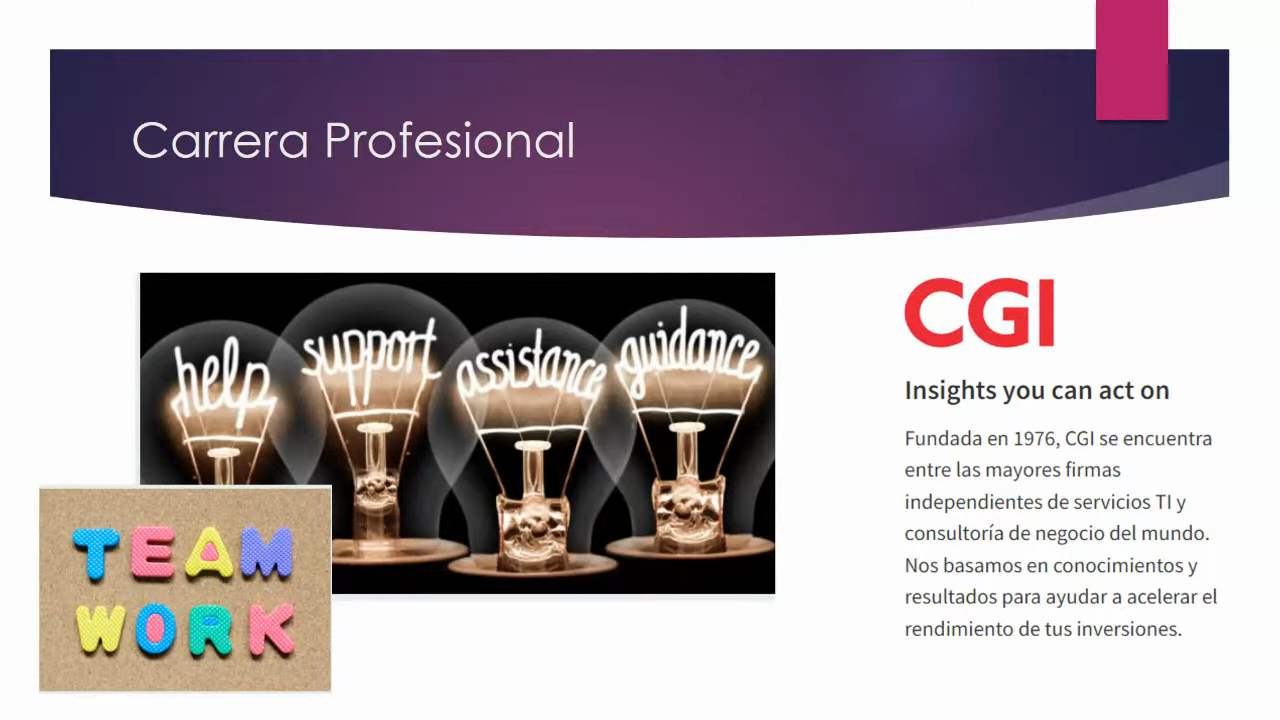 Carrera Profesional
help support assistance guidance
TEAM
WORK
CGI
Insights you can act on
Fundada en 1976, CGI se encuentra
entre las mayores firmas
independientes de servicios TI y
consultoría de negocio del mundo.
Nos basamos en conocimientos y
resultados para ayudar a acelerar el
rendimiento de tus inversiones.